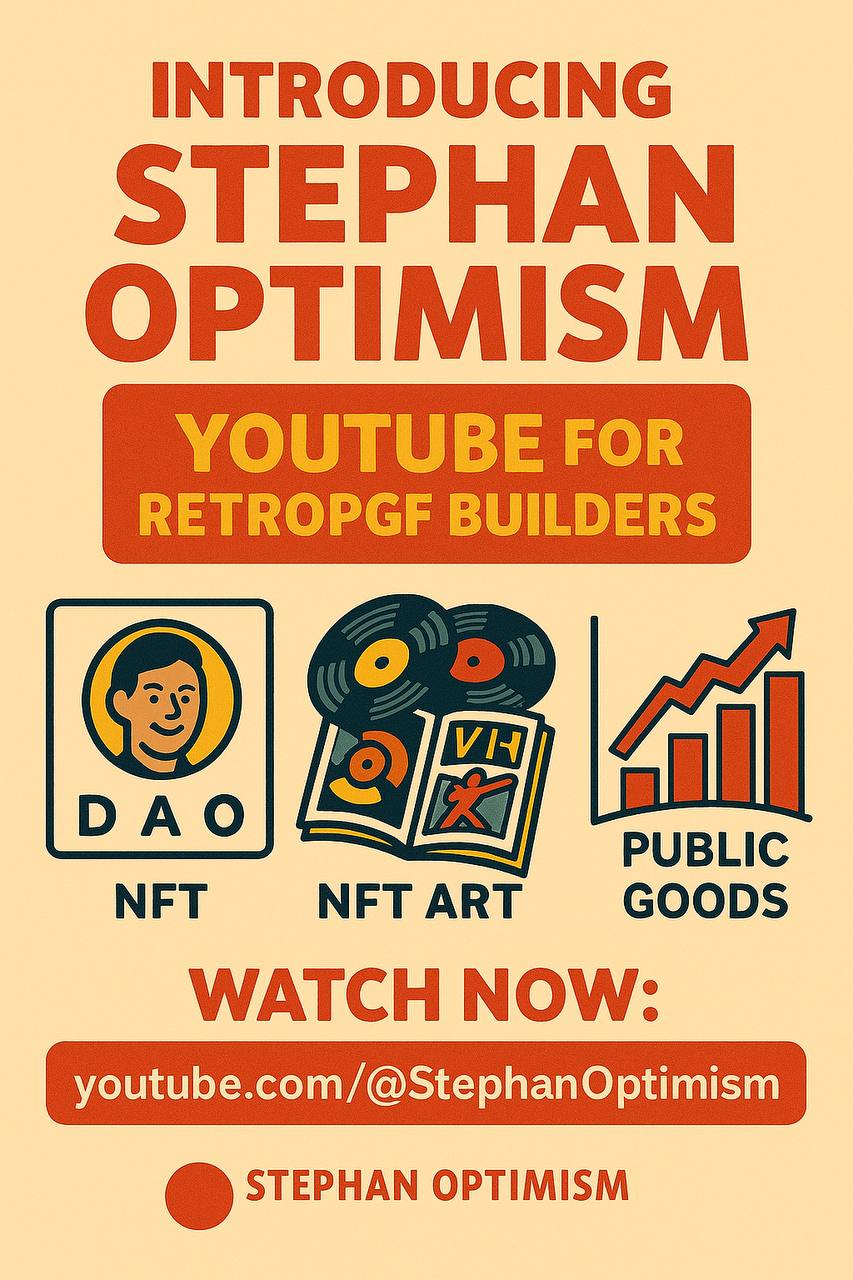 INTRODUCING
STEPHAN
OPTIMISM
YOUTUBE FOR
RETROPGF BUILDERS
DAO
VH
NFT
NFT ART
PUBLIC
GOODS
WATCH NOW:
youtube.com/@StephanOptimism
STEPHAN OPTIMISM